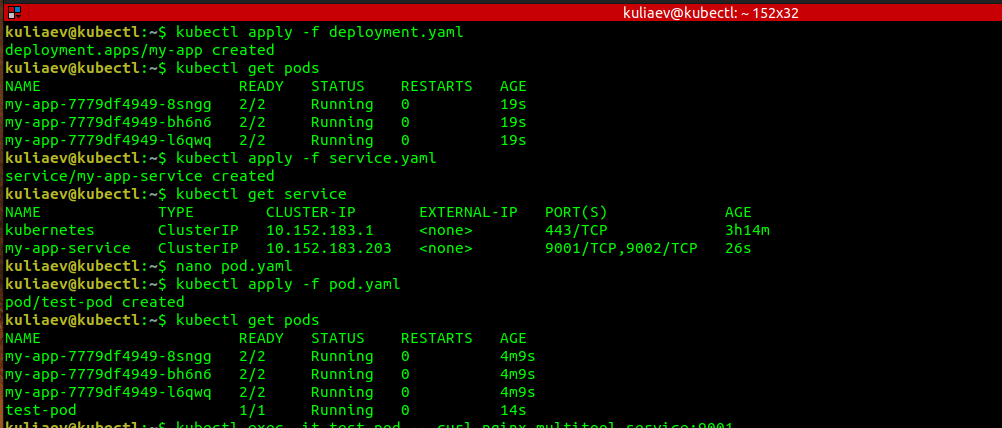 kuliaev@kubectl: ~ 152x32
kuliaev@kubectl:~$ kubectl apply -f deployment.yaml
deployment.apps/my-app created
kuliaev@kubectl:~$ kubectl get pods
NAME                      READY   STATUS    RESTARTS   AGE
my-app-7779df4949-8sngg   2/2     Running   0          19s
my-app-7779df4949-bh6n6   2/2     Running   0          19s
my-app-7779df4949-l6qwq   2/2     Running   0          19s
kuliaev@kubectl:~$ kubectl apply -f service.yaml
service/my-app-service created
kuliaev@kubectl:~$ kubectl get service
NAME             TYPE        CLUSTER-IP       EXTERNAL-IP   PORT(S)             AGE
kubernetes       ClusterIP   10.152.183.1     <none>        443/TCP             3h14m
my-app-service   ClusterIP   10.152.183.203   <none>        9001/TCP,9002/TCP   26s
kuliaev@kubectl:~$ nano pod.yaml
kuliaev@kubectl:~$ kubectl apply -f pod.yaml
pod/test-pod created
kuliaev@kubectl:~$ kubectl get pods
NAME                      READY   STATUS    RESTARTS   AGE
my-app-7779df4949-8sngg   2/2     Running   0          4m9s
my-app-7779df4949-bh6n6   2/2     Running   0          4m9s
my-app-7779df4949-l6qwq   2/2     Running   0          4m9s
test-pod                  1/1     Running   0          14s
kuliaev@kubectl:~$ kubectl exec -it test-pod -- curl nginx-multitool-service:9001